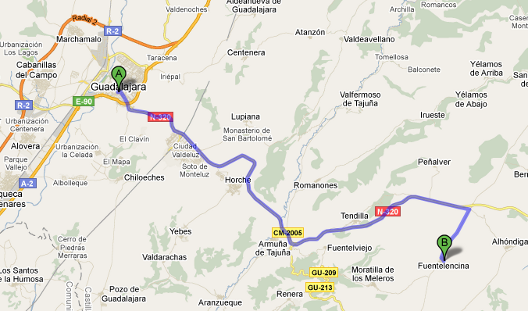 Radial 2
Valdenoches
Aldeanueva de
Guadalajara
Atanzón
Valdeavellano
Marchamalo
Urbanización
Los Lagos
Taracena
Centenera
Tomellosa
Cabanillas
del Campo
R-2
Iriépal
Balconete
Yélamos
de Arriba
A
Guadalajara
Valfermoso
de Tajuña
Yélamos
de Abajo
E-90
R-2
N-320
Lupiana
Irueste
Urbanización
Centenera
Monasterio de
San Bartolomé
El Clavín
Alovera
Urbanización
la Celada
Ciudad
Valdeluz
Parque
Vallejo
El Mapa
Soto de
Monteluz
Peñalver
A-2
Albolleque
Chiloeches
Horche
Romanones
Tendilla
N-320
Yebes
CM-2005
Armuña
de Tajuña
Fuentelviejo
B
Alhóndiga
Cerro de
Piedras
Marcas
Valdarachas
Fuentelencina
GU-209
Moratilla de
los Meleros
Los Santos
de la Humosa
Pozo de
Guadalajara
GU-213
Aranzueque
Renera